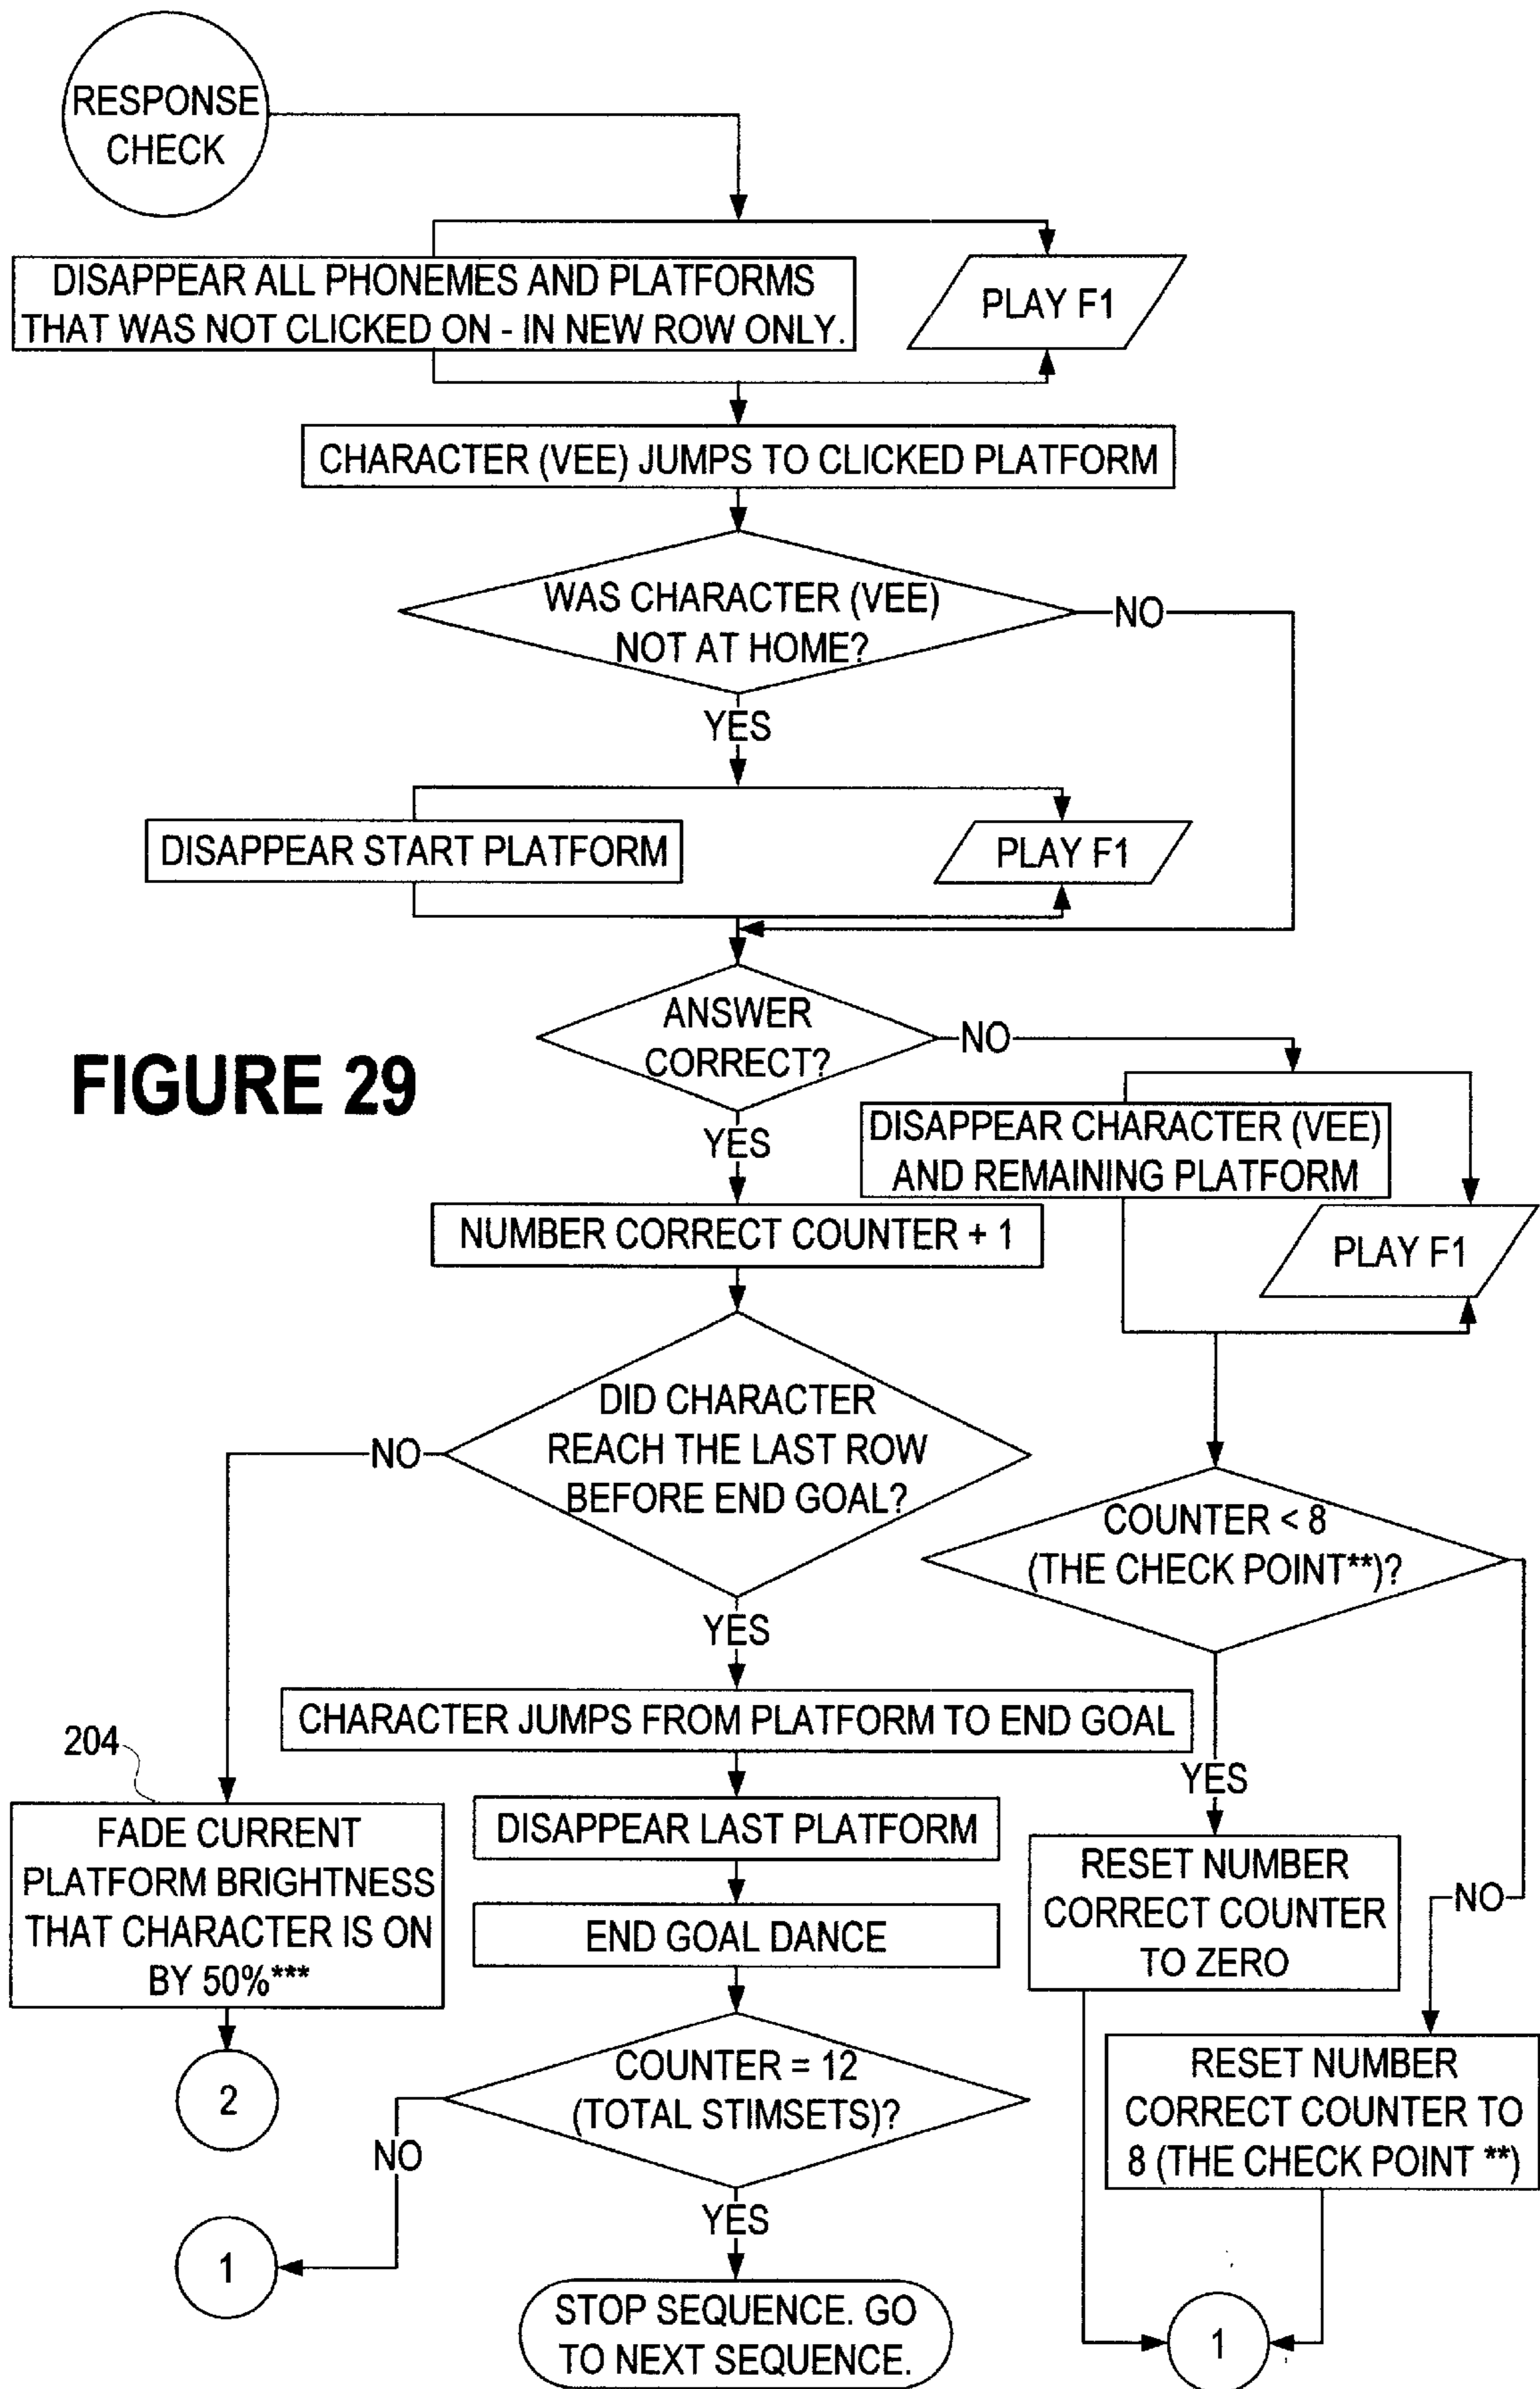 RESPONSE
CHECK
DISAPPEAR ALL PHONEMES AND PLATFORMS
THAT WAS NOT CLICKED ON - IN NEW ROW ONLY.
PLAY F1
CHARACTER (VEE) JUMPS TO CLICKED PLATFORM
WAS CHARACTER (VEE)
NOT AT HOME?
NO
YES
DISAPPEAR START PLATFORM
PLAY F1
ANSWER
CORRECT?
NO
FIGURE 29
YES
DISAPPEAR CHARACTER (VEE)
AND REMAINING PLATFORM
NUMBER CORRECT COUNTER + 1
PLAY F1
DID CHARACTER
REACH THE LAST ROW
BEFORE END GOAL?
NO
COUNTER < 8
(THE CHECK POINT**)?
YES
CHARACTER JUMPS FROM PLATFORM TO END GOAL
204
YES
FADE CURRENT
PLATFORM BRIGHTNESS
THAT CHARACTER IS ON
BY 50%***
DISAPPEAR LAST PLATFORM
RESET NUMBER
CORRECT COUNTER
TO ZERO
NO
END GOAL DANCE
2
COUNTER = 12
(TOTAL STIMSETS)?
RESET NUMBER
CORRECT COUNTER TO
8 (THE CHECK POINT **)
NO
YES
1
STOP SEQUENCE. GO
TO NEXT SEQUENCE.
1